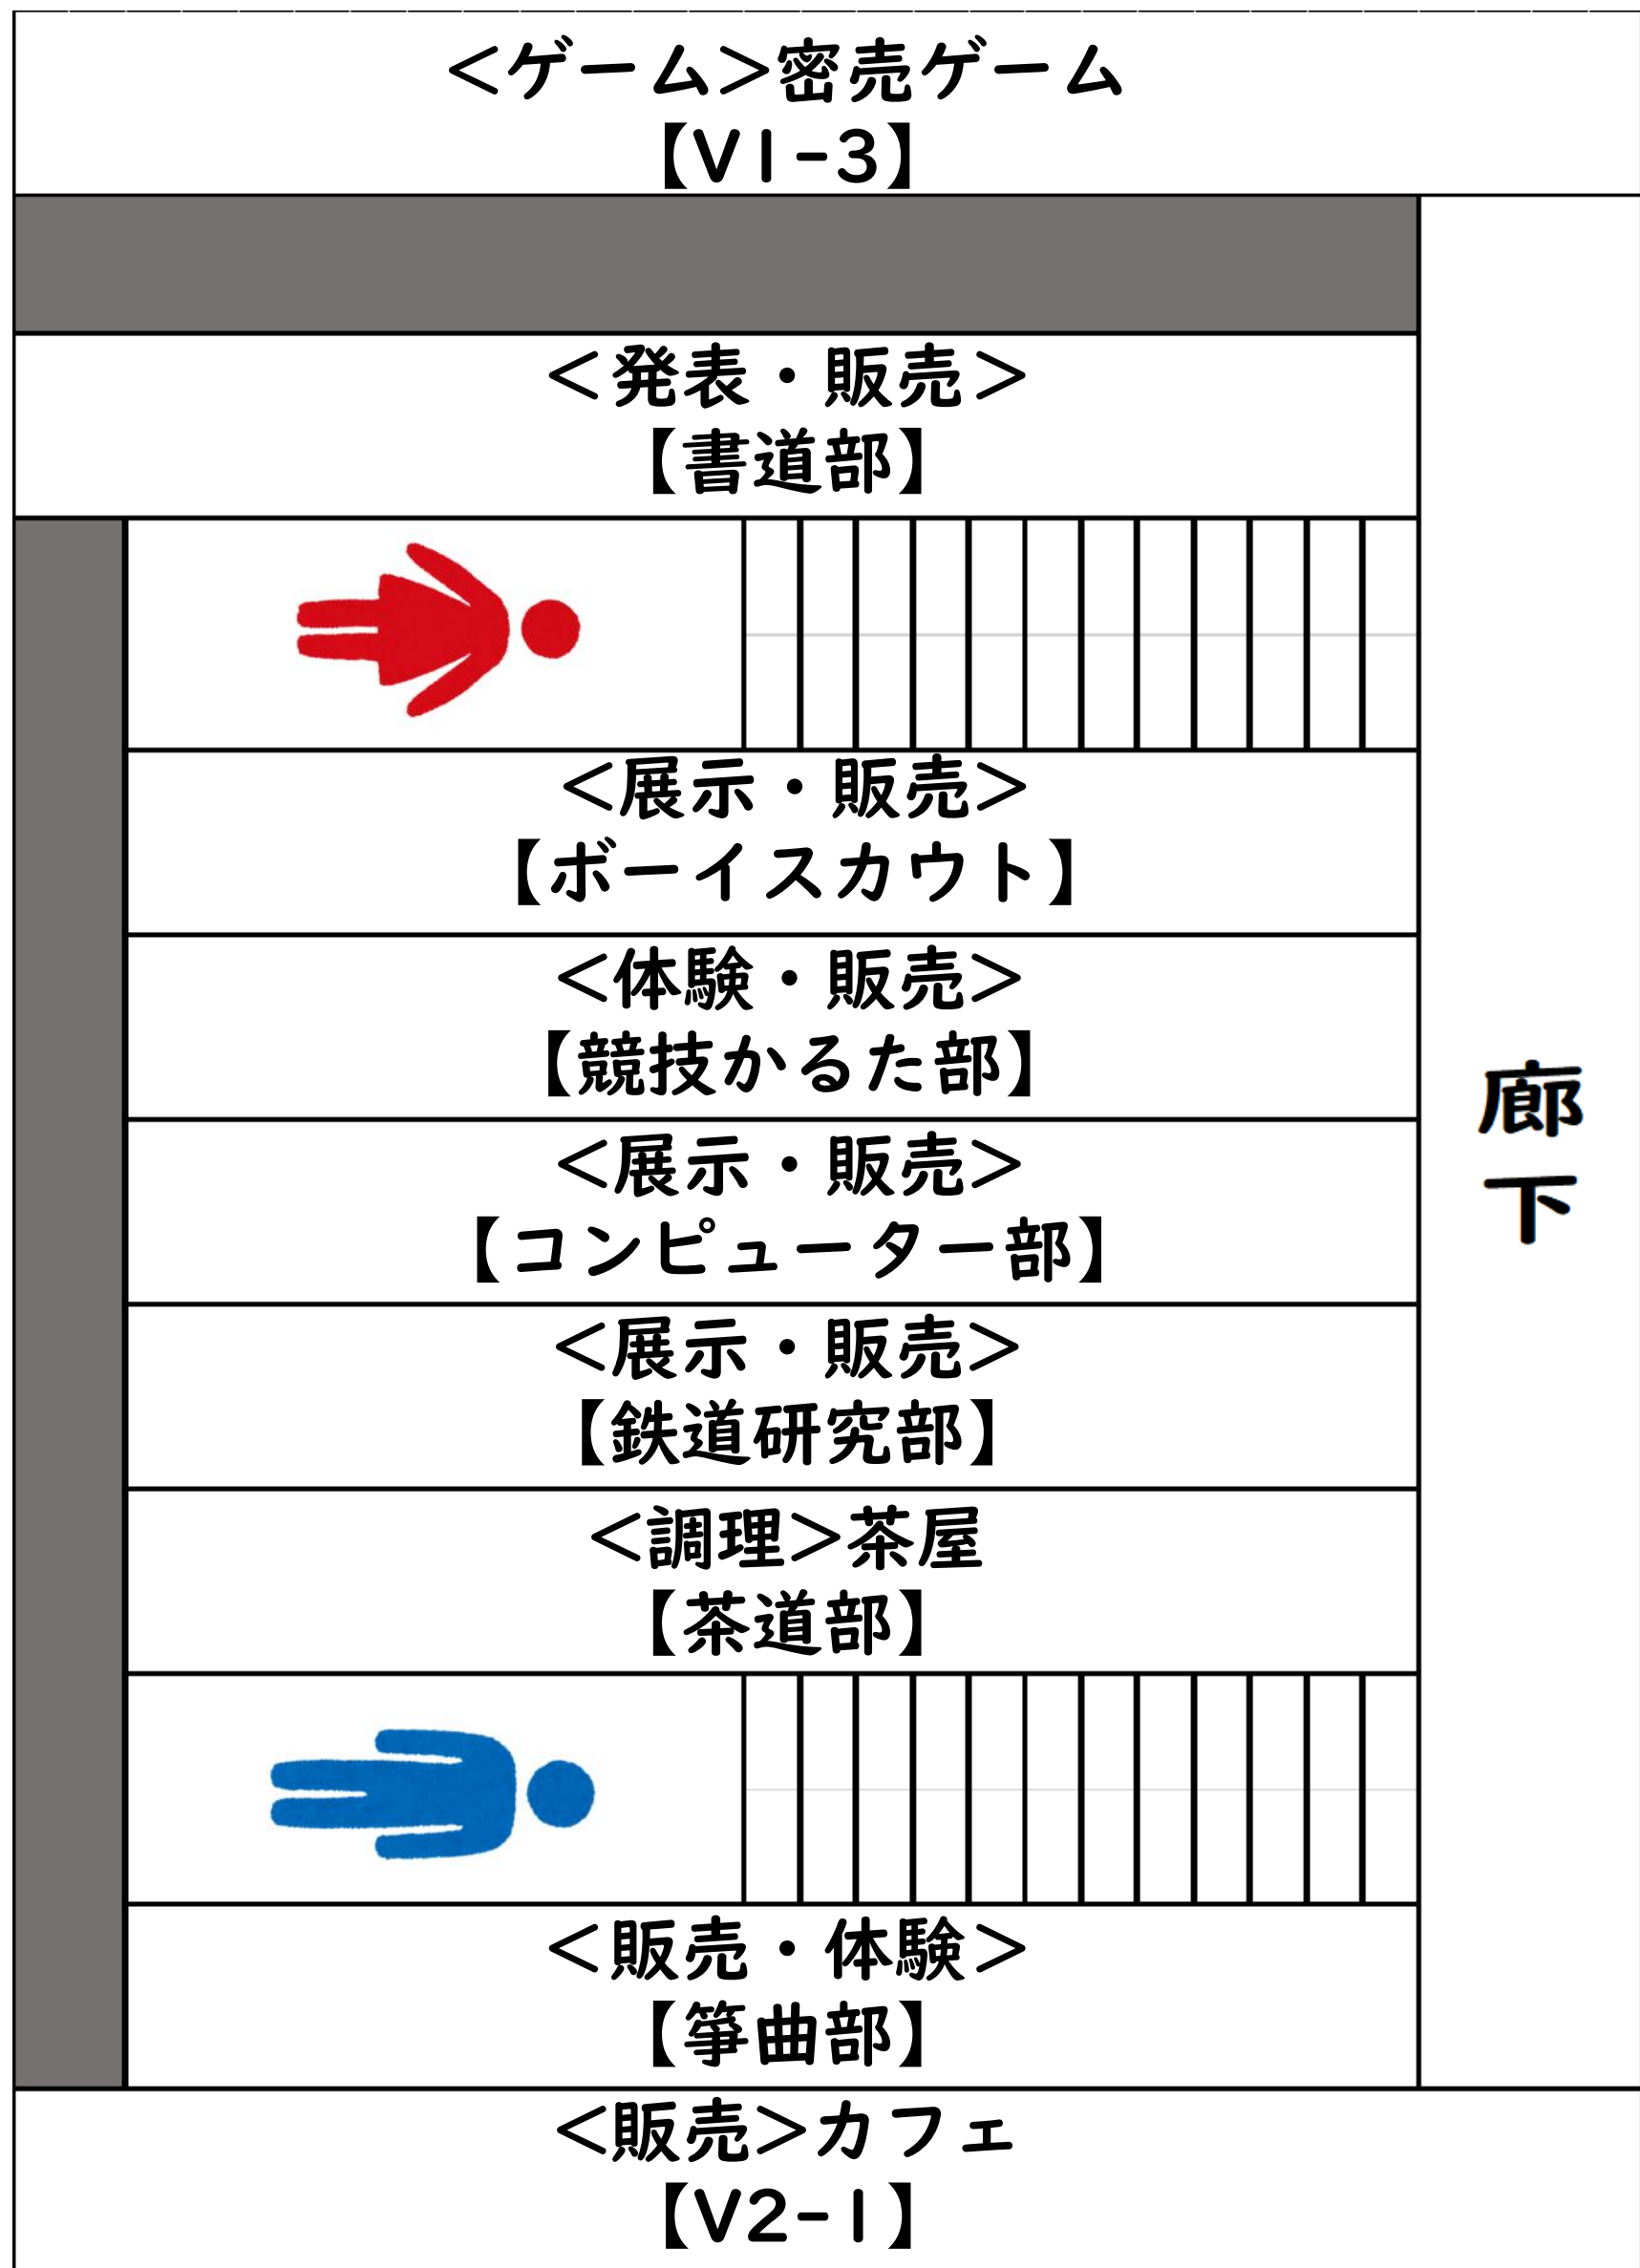 <ゲーム>密売ゲーム
【V1-3】
<発表・販売>
【書道部】
<展示・販売>
【ボーイスカウト】
<体験・販売>
【競技かるた部】
<展示・販売>
【コンピューター部】
<展示・販売>
【鉄道研究部】
<調理>茶屋
【茶道部】
<販売・体験>
【箏曲部】
<販売>カフェ
【V2-1】
廊
下